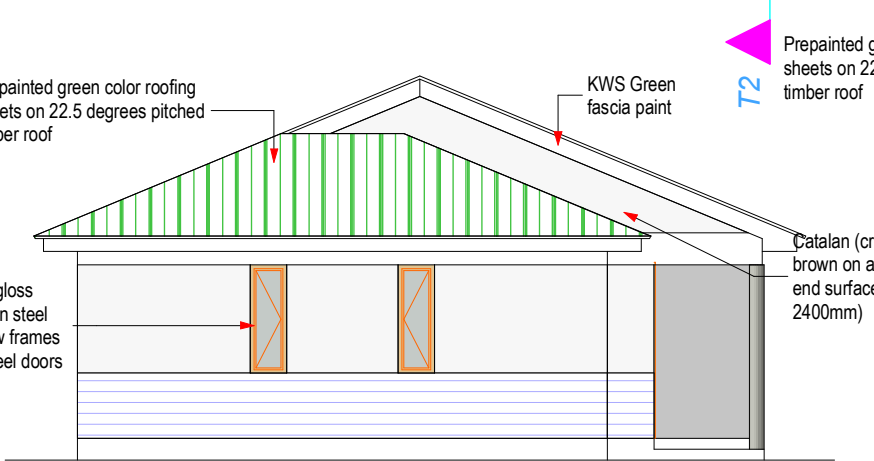 painted green color roofing
ets on 22.5 degrees pitched
ber roof
KWS Green
fascia paint
T2
Prepainted g
sheets on 22
timber roof
Catalan (cr
brown on a
end surface
2400mm)
gloss
n steel
w frames
eel doors